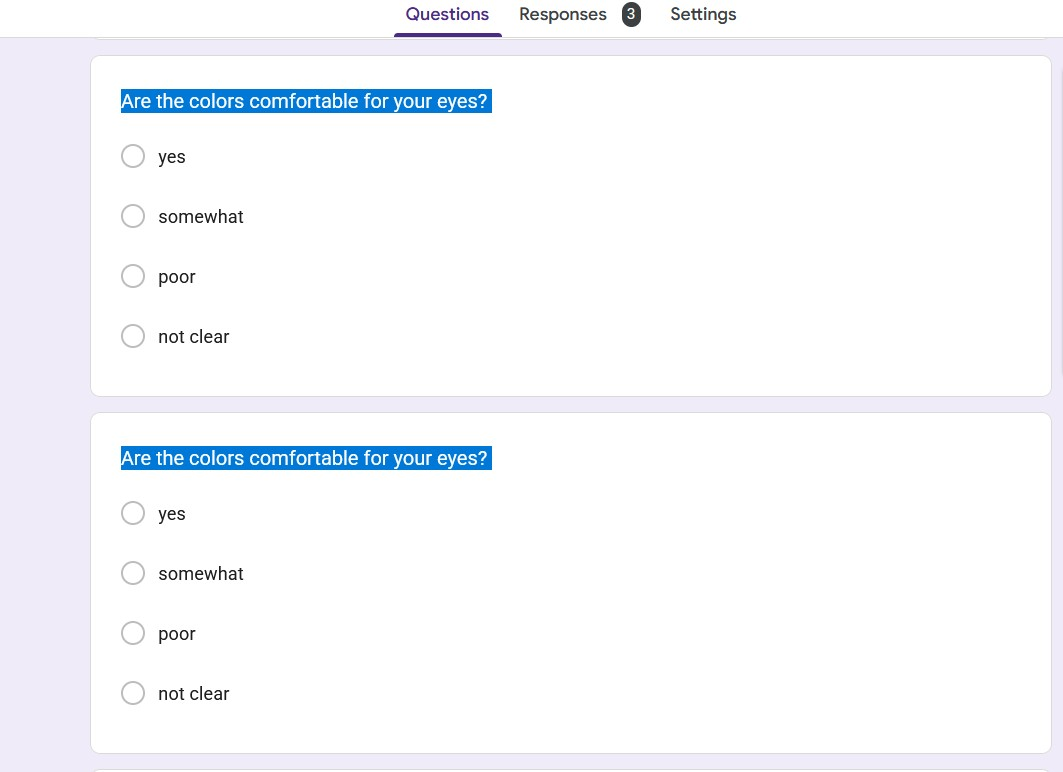 Questions Responses 3 Settings
Are the colors comfortable for your eyes?
yes
somewhat
poor
not clear
Are the colors comfortable for your eyes?
yes
somewhat
poor
not clear